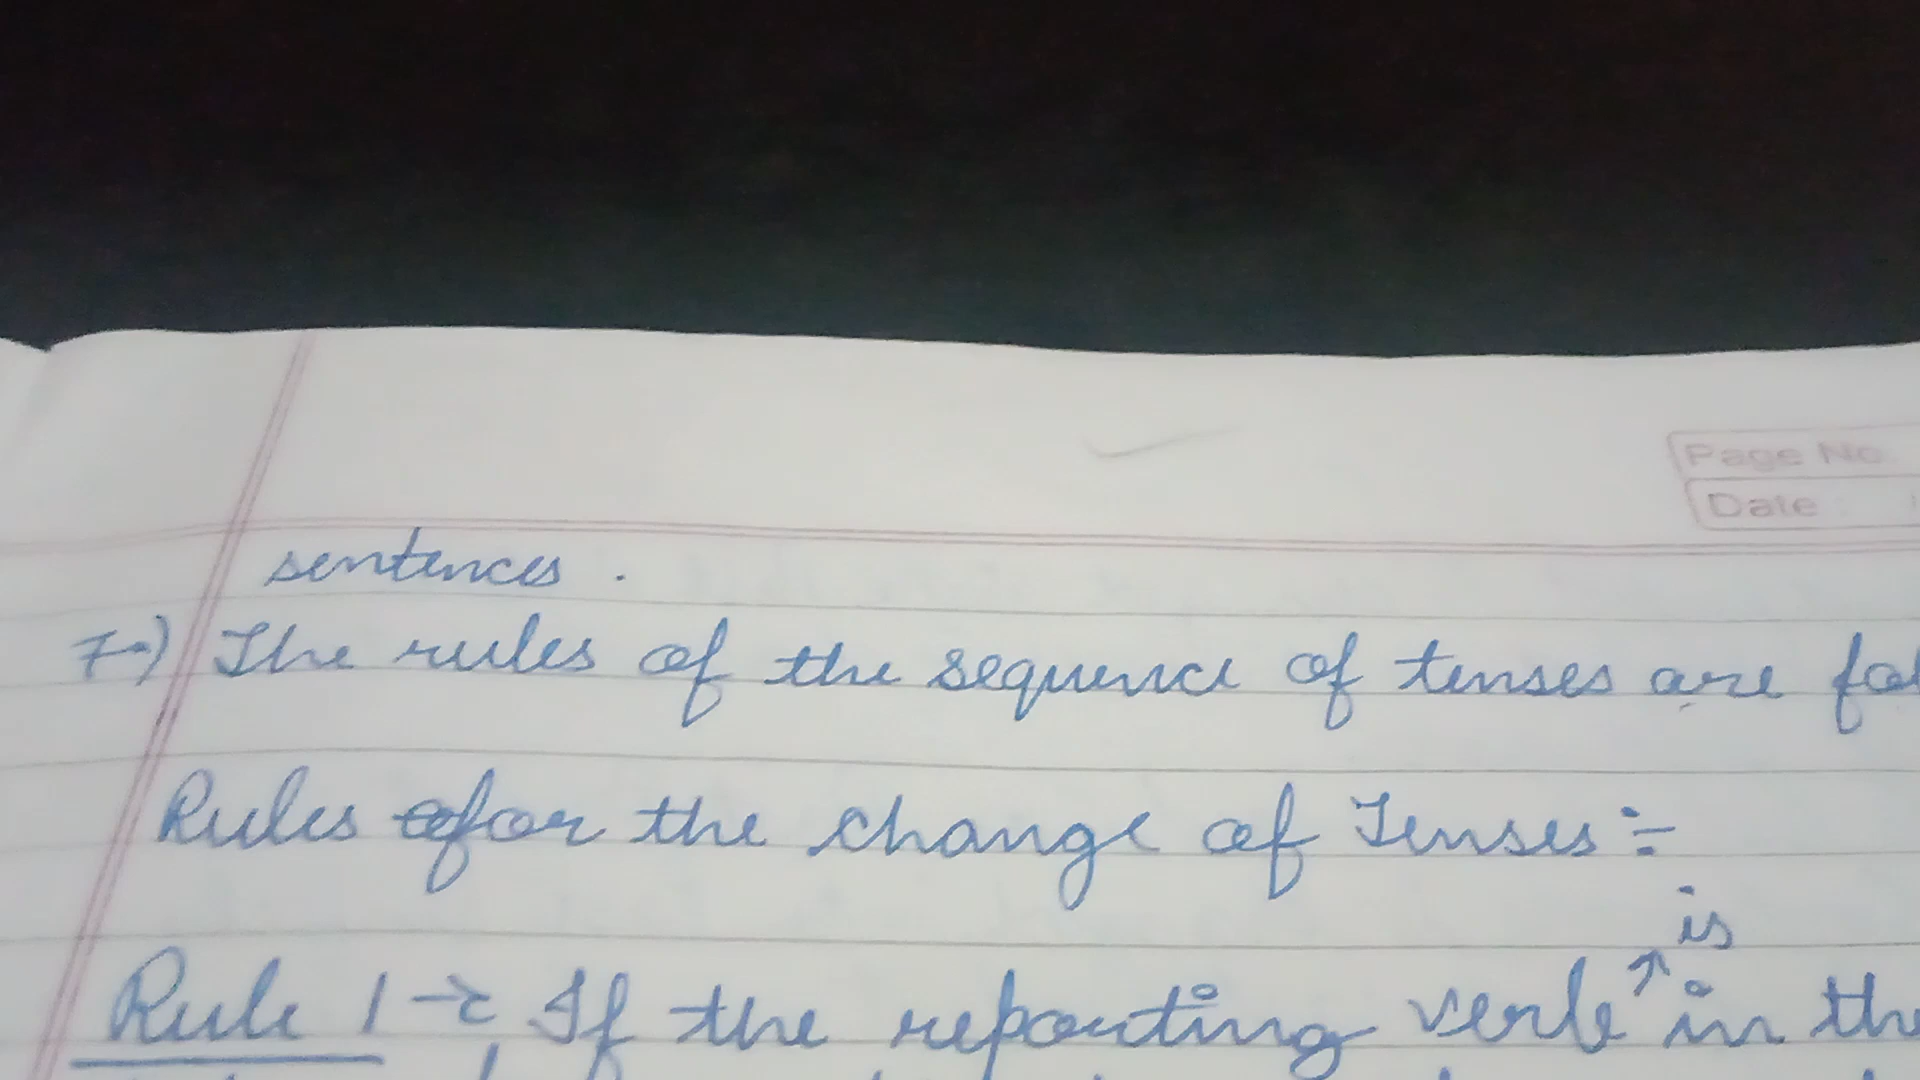 Page No.
Date
sentences.
7.) The rules of the sequence of tenses are
Rules for the change of Tenses :-
is
Rule 1 → If the reporting verb in the